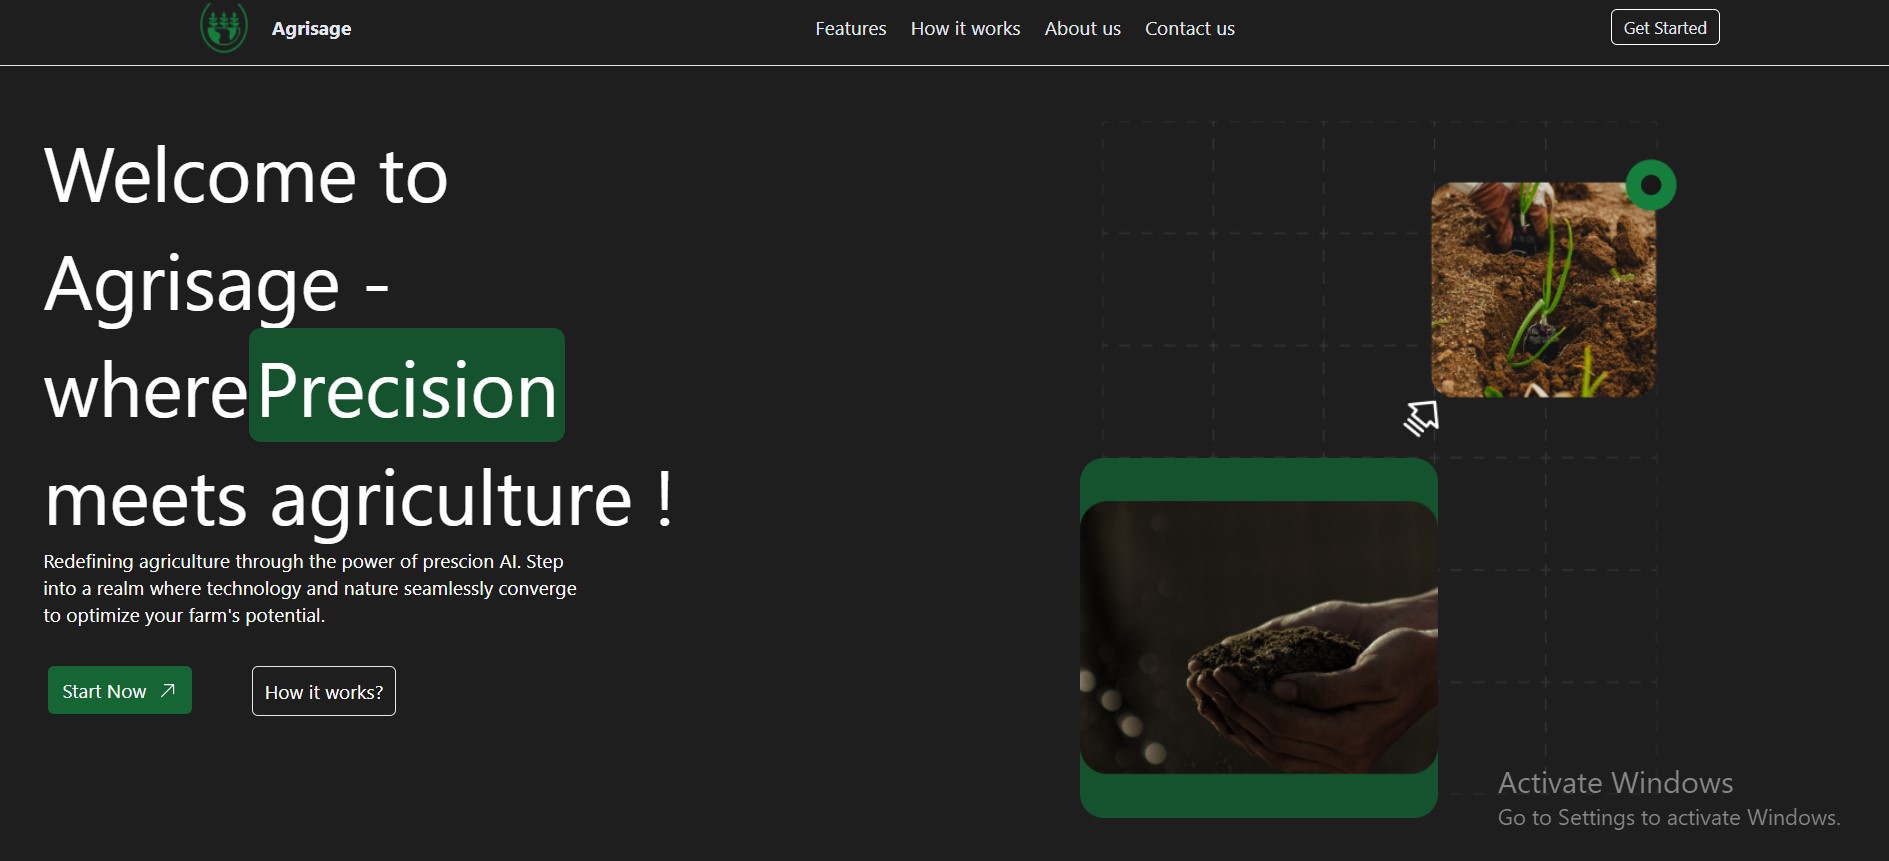 Agrisage
Features
How it works
About us
Contact us
Get Started
Welcome to
Agrisage -
where Precision
meets agriculture !
Redefining agriculture through the power of prescion AI. Step
into a realm where technology and nature seamlessly converge
to optimize your farm's potential.
Start Now
How it works?
Activate Windows
Go to Settings to activate Windows.